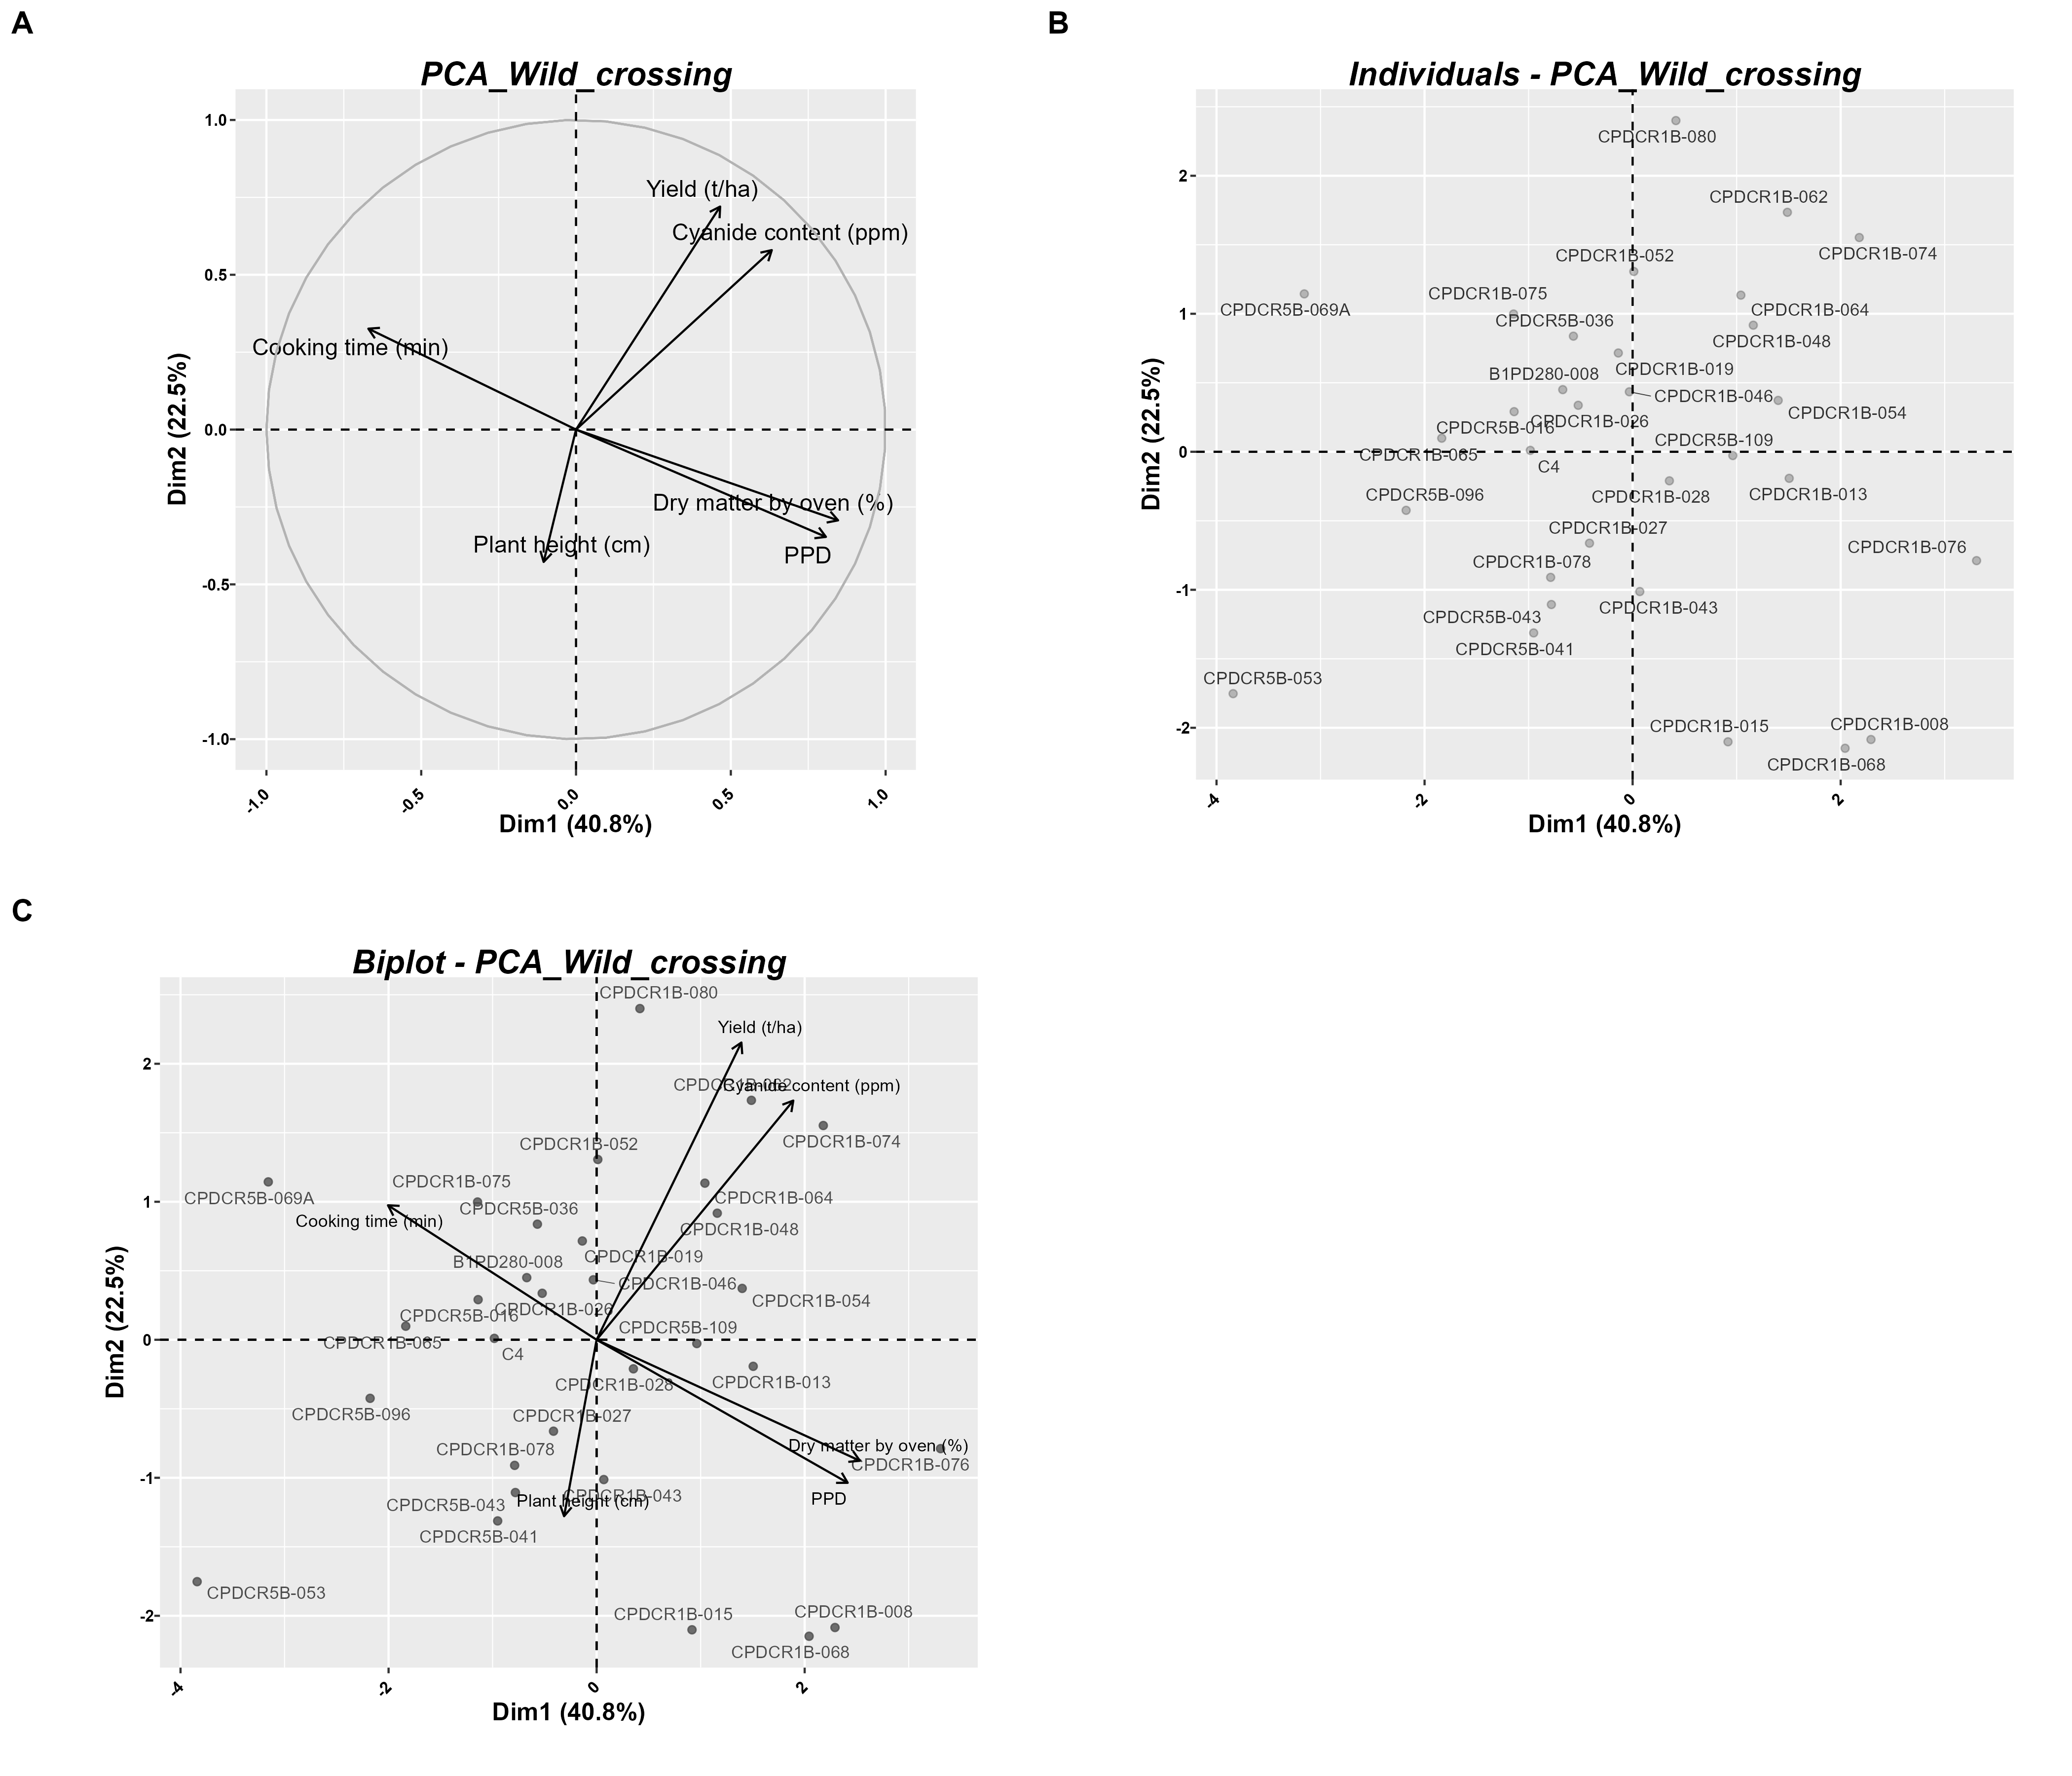 A
PCA_Wild_crossing
1.0
0.5
0.0
-0.5
-1.0
Dim2 (22.5%)
Yield (t/ha)
Cyanide content (ppm)
Cooking time (min)
Dry matter by oven (%)
Plant height (cm)
PPD
-1.0
-0.5
0.0
0.5
1.0
Dim1 (40.8%)
B
Individuals - PCA_Wild_crossing
2
1
0
-1
-2
Dim2 (22.5%)
CPDCR1B-080
CPDCR1B-062
CPDCR1B-074
CPDCR1B-052
CPDCR1B-075
CPDCR5B-069A
CPDCR1B-064
CPDCR5B-036
CPDCR1B-048
CPDCR1B-019
B1PD280-008
CPDCR1B-046
CPDCR1B-054
CPDCR1B-026
CPDCR5B-016
CPDCR5B-109
CPDCR1B-065
C4
CPDCR5B-096
CPDCR1B-028
CPDCR1B-013
CPDCR1B-027
CPDCR1B-076
CPDCR1B-078
CPDCR1B-043
CPDCR5B-043
CPDCR5B-041
CPDCR5B-053
CPDCR1B-015
CPDCR1B-008
CPDCR1B-068
-4
-2
0
2
Dim1 (40.8%)
C
Biplot - PCA_Wild_crossing
2
1
0
-1
-2
Dim2 (22.5%)
CPDCR1B-080
Yield (t/ha)
CPDCR1B-062
Cyanide content (ppm)
CPDCR1B-074
CPDCR1B-052
CPDCR1B-075
CPDCR5B-069A
CPDCR1B-064
CPDCR5B-036
Cooking time (min)
CPDCR1B-048
CPDCR1B-019
B1PD280-008
CPDCR1B-046
CPDCR1B-054
CPDCR1B-026
CPDCR5B-016
CPDCR5B-109
CPDCR1B-065
C4
CPDCR1B-028
CPDCR1B-013
CPDCR5B-096
CPDCR1B-027
Dry matter by oven (%)
CPDCR1B-078
CPDCR1B-076
CPDCR1B-043
PPD
Plant height (cm)
CPDCR5B-043
CPDCR5B-041
CPDCR5B-053
CPDCR1B-015
CPDCR1B-008
CPDCR1B-068
-4
-2
0
2
Dim1 (40.8%)